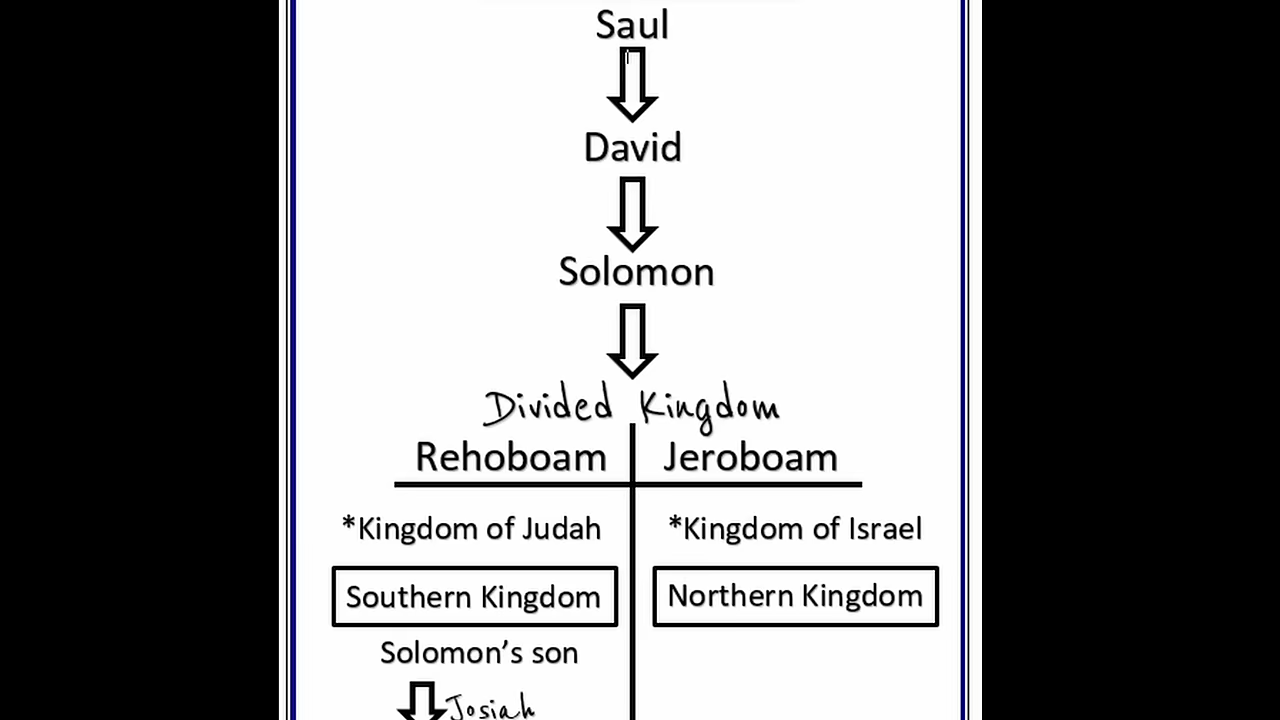 Saul
David
Solomon
Divided Kingdom
Rehoboam
Jeroboam
*Kingdom of Judah
*Kingdom of Israel
Southern Kingdom
Northern Kingdom
Solomon’s son
Josiah